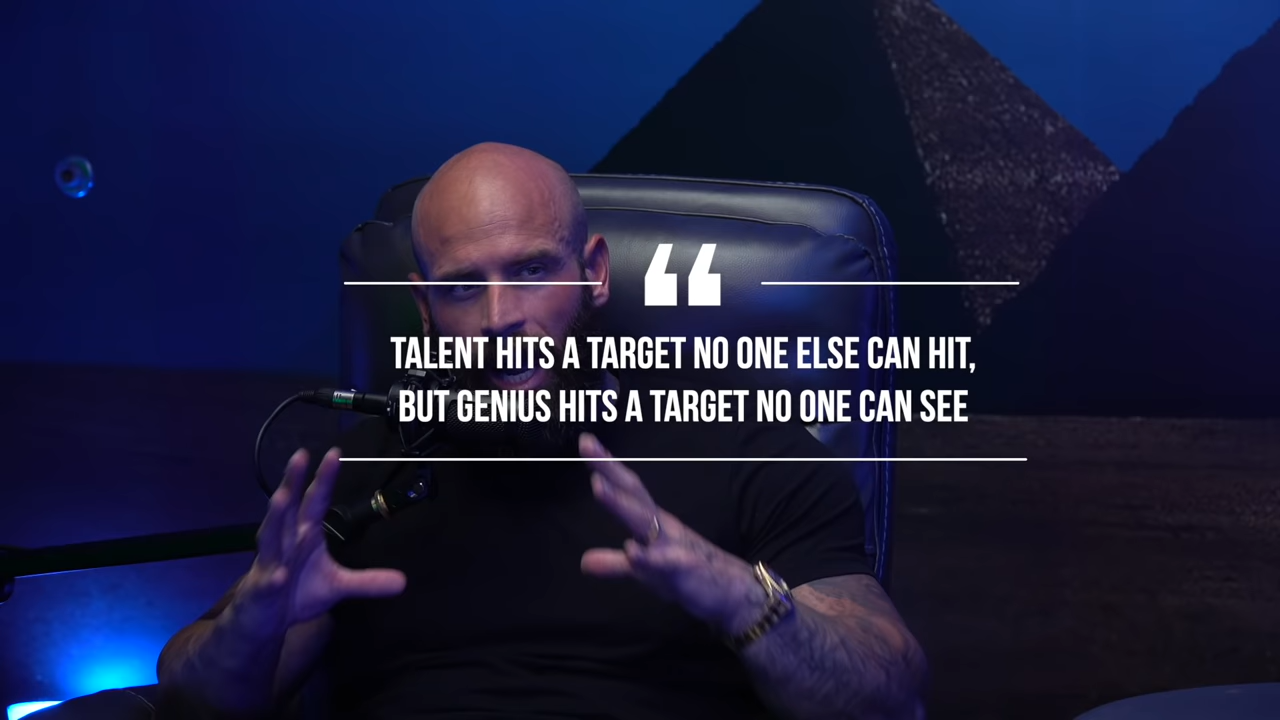 “
TALENT HITS A TARGET NO ONE ELSE CAN HIT,
BUT GENIUS HITS A TARGET NO ONE CAN SEE